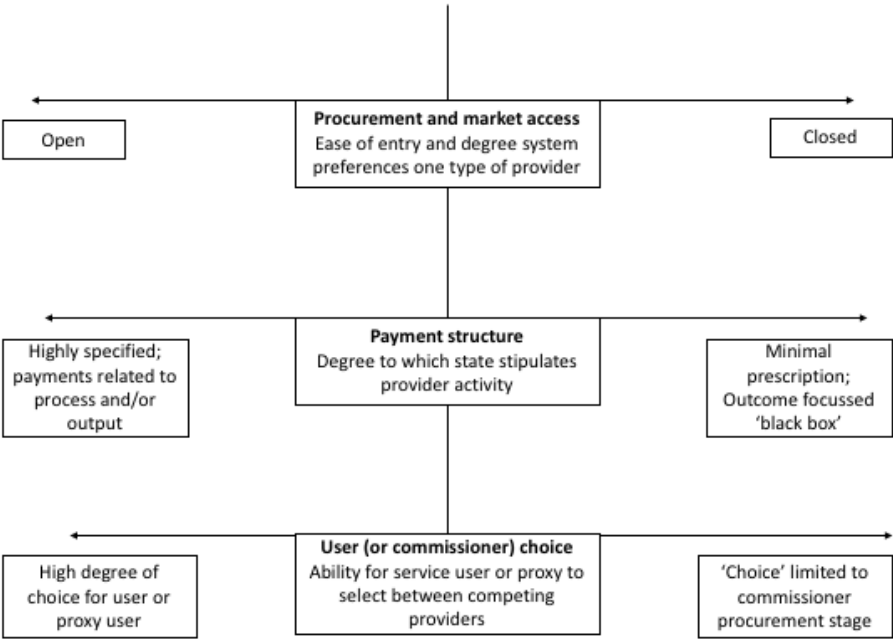 Procurement and market access
Ease of entry and degree system
preferences one type of provider
Open
Closed
Payment structure
Degree to which state stipulates
provider activity
Highly specified;
payments related to
process and/or
output
Minimal
prescription;
Outcome focussed
‘black box’
User (or commissioner) choice
Ability for service user or proxy to
select between competing
providers
High degree of
choice for user or
proxy user
‘Choice’ limited to
commissioner
procurement stage